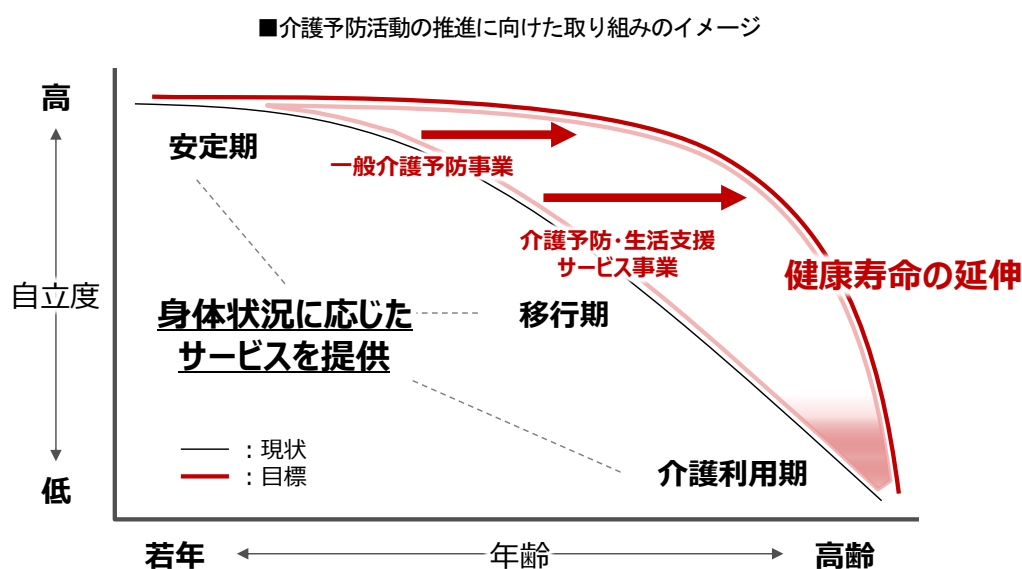 ■介護予防活動の推進に向けた取り組みのイメージ
高
安定期
一般介護予防事業
介護予防・生活支援
サービス事業
健康寿命の延伸
自立度
身体状況に応じた
サービスを提供
移行期
：現状
：目標
介護利用期
低
若年
年齢
高齢